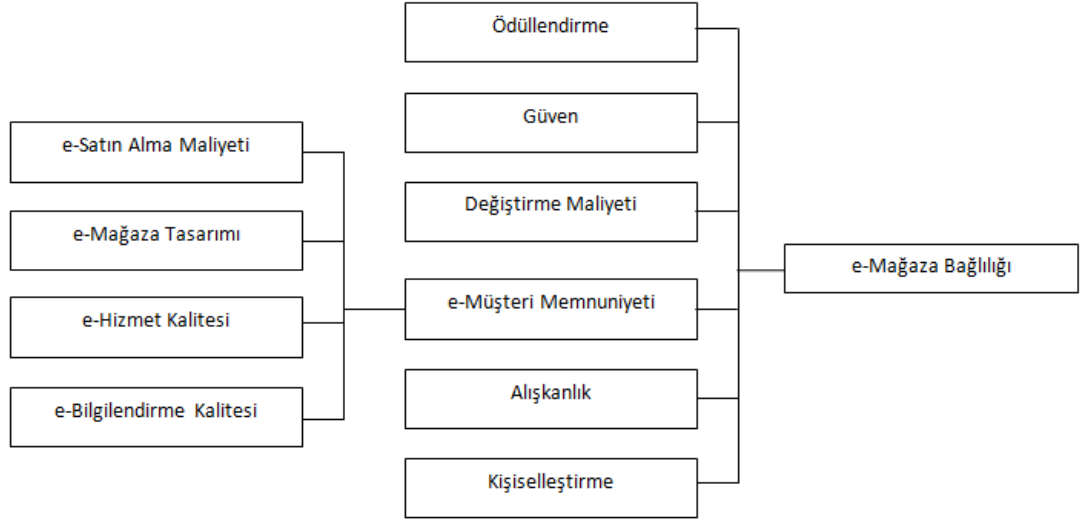 e-Satın Alma Maliyeti
e-Mağaza Tasarımı
e-Hizmet Kalitesi
e-Bilgilendirme Kalitesi
Ödüllendirme
Güven
Değiştirme Maliyeti
e-Müşteri Memnuniyeti
Alışkanlık
Kişiselleştirme
e-Mağaza Bağlılığı